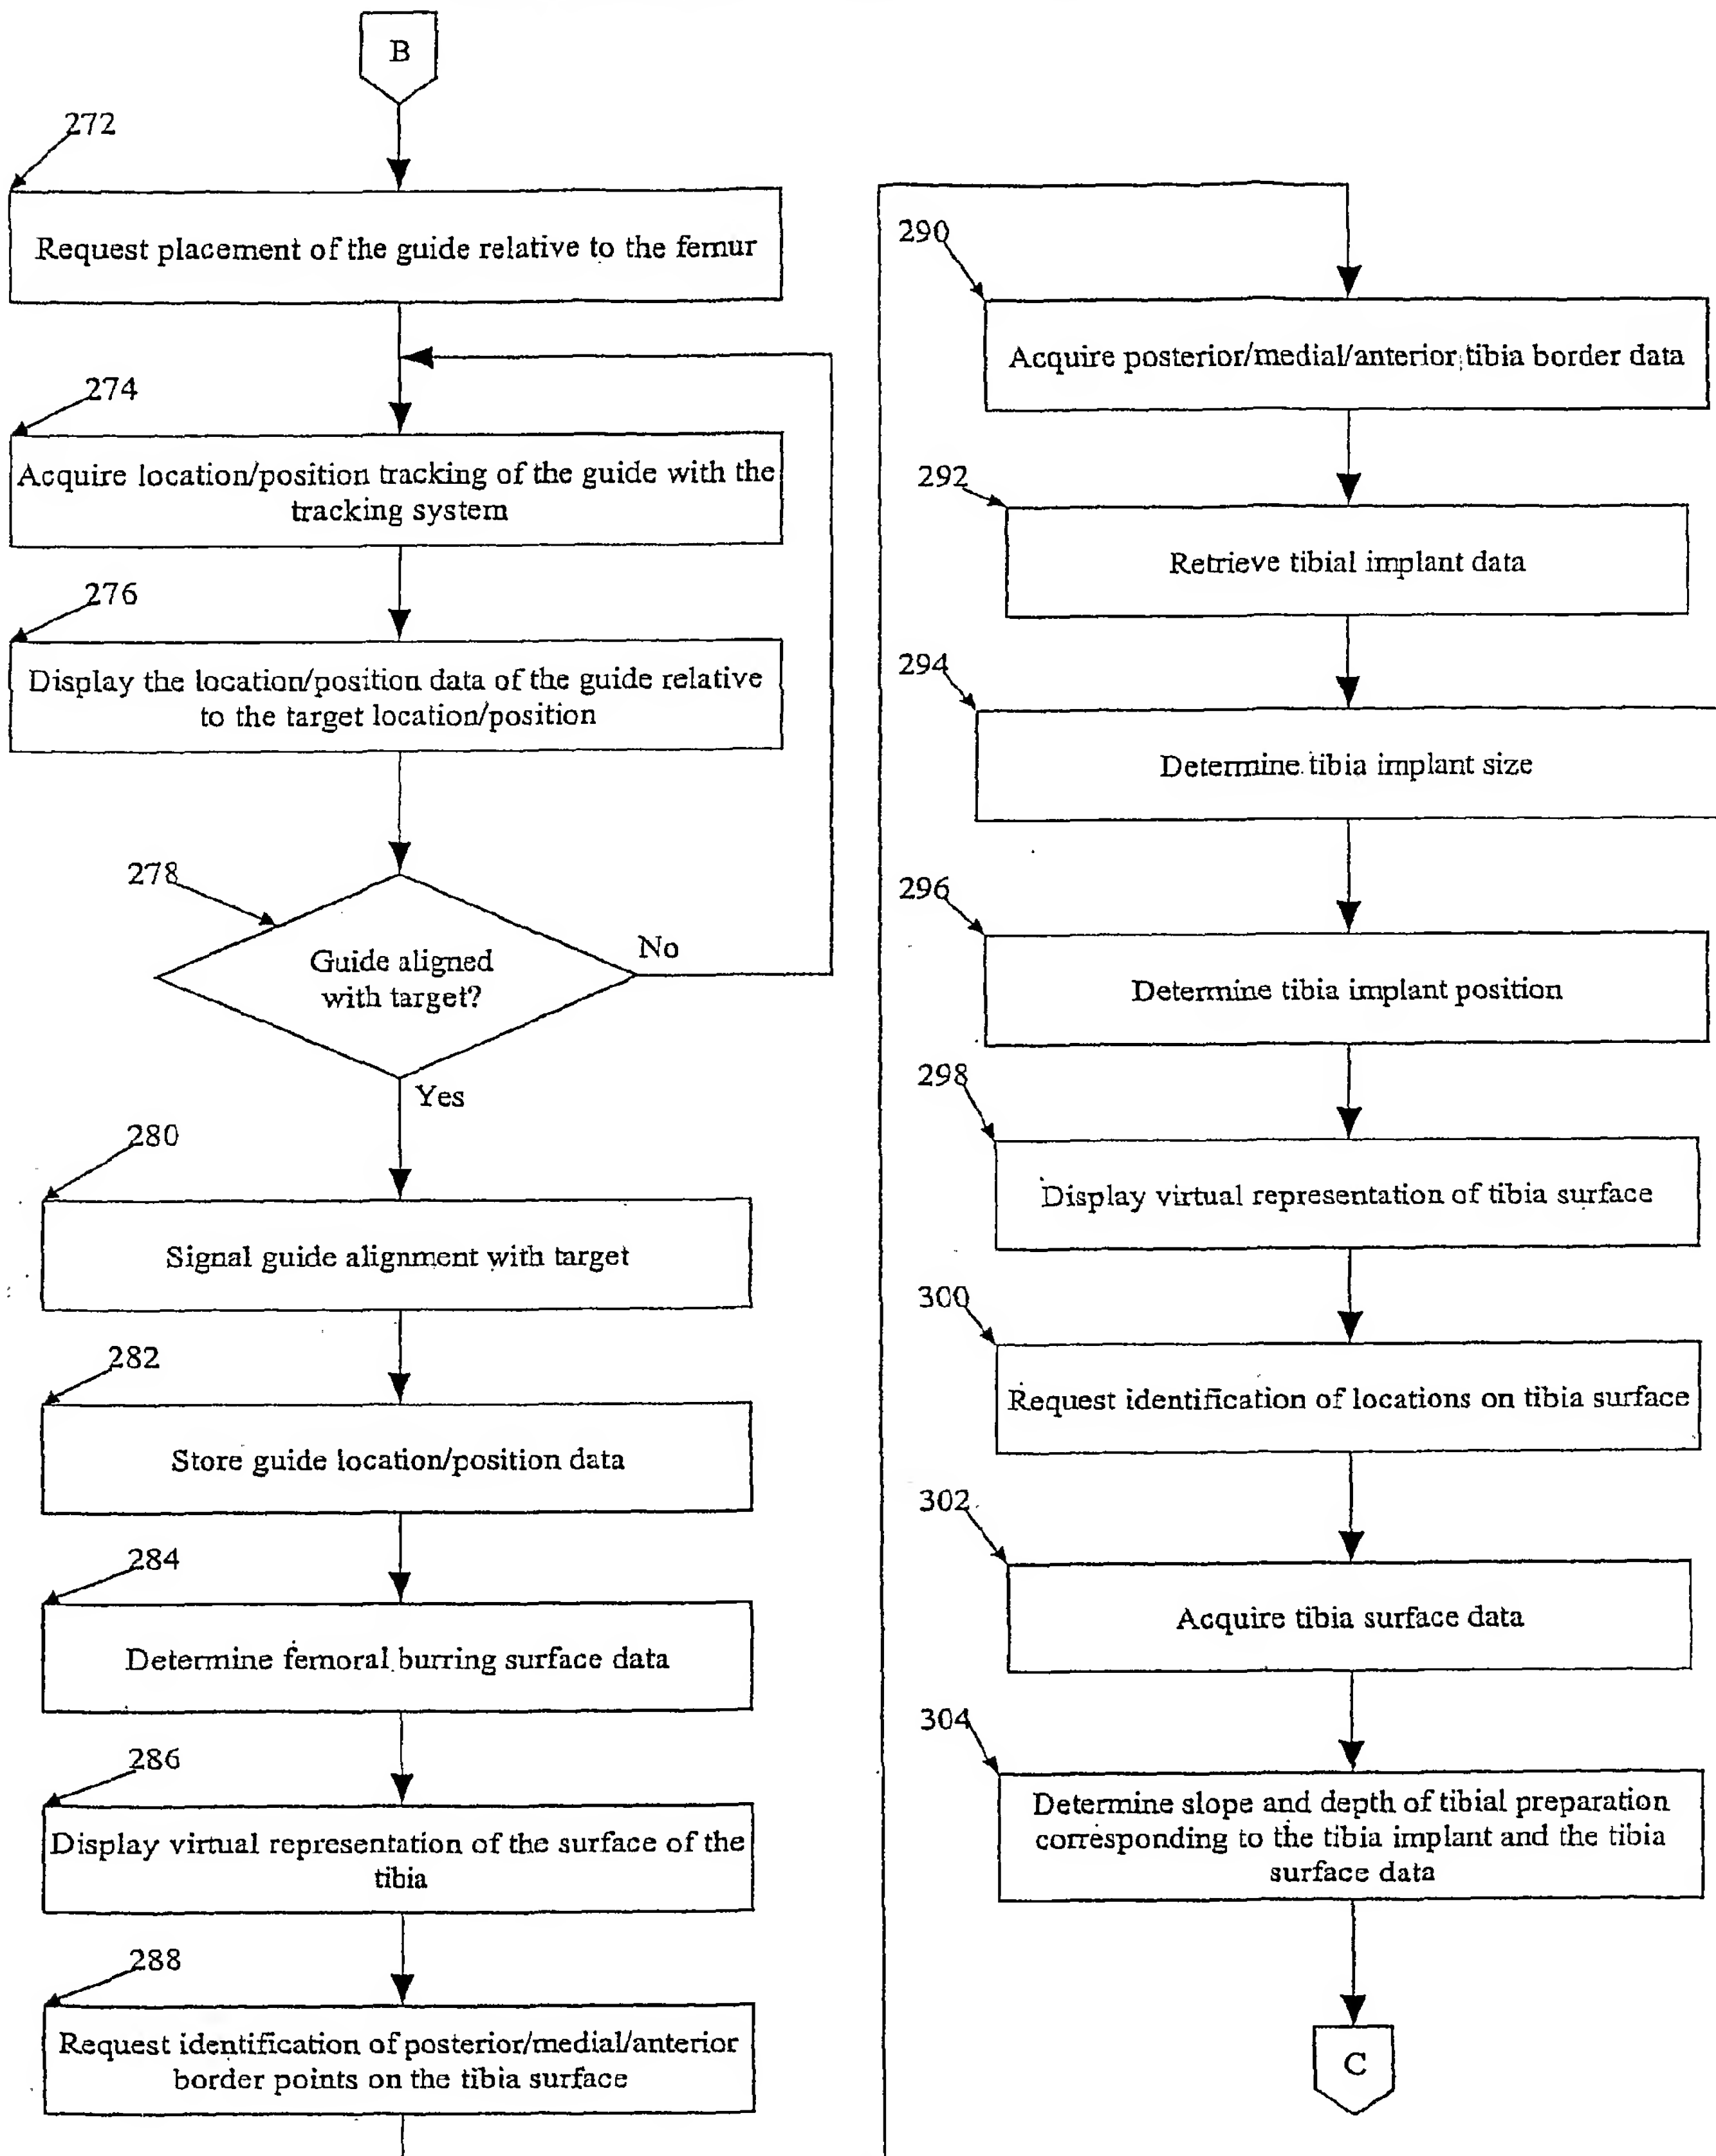 B
272
Request placement of the guide relative to the femur
274
Acquire location/position tracking of the guide with the
tracking system
276
Display the location/position data of the guide relative
to the target location/position
278
Guide aligned
with target?
No
Yes
280
Signal guide alignment with target
282
Store guide location/position data
284
Determine femoral burring surface data
286
Display virtual representation of the surface of the
tibia
288
Request identification of posterior/medial/anterior
border points on the tibia surface
290
Acquire posterior/medial/anterior tibia border data
292
Retrieve tibial implant data
294
Determine tibia implant size
296
Determine tibia implant position
298
Display virtual representation of tibia surface
300
Request identification of locations on tibia surface
302
Acquire tibia surface data
304
Determine slope and depth of tibial preparation
corresponding to the tibia implant and the tibia
surface data
C